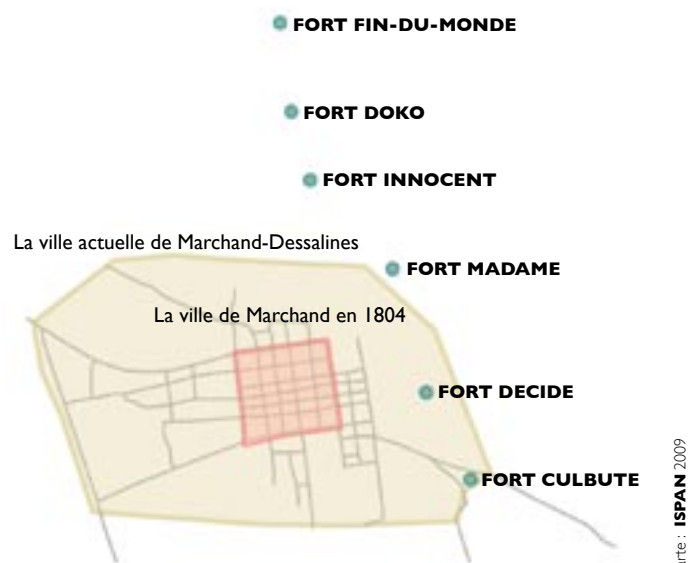 FORT FIN-DU-MONDE
FORT DOKO
FORT INNOCENT
La ville actuelle de Marchand-Dessalines
FORT MADAME
La ville de Marchand en 1804
FORT DECIDE
FORT CULBUTE
ISPAN 2009